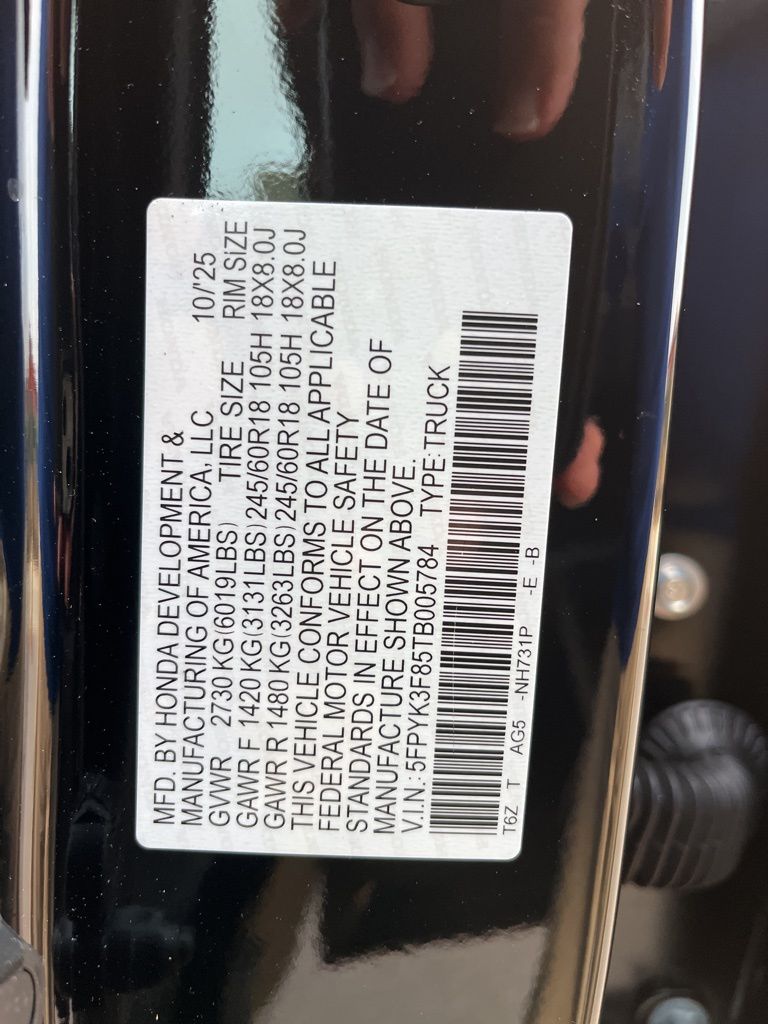 MFD. BY HONDA DEVELOPMENT &
MANUFACTURING OF AMERICA, LLC 10/'25
GVWR 2730 KG(6019LBS) TIRE SIZE RIM SIZE
GAWR F 1420 KG(3131LBS)245/60R18 105H 18X8.0J
GAWR R 1480 KG(3263LBS)245/60R18 105H 18X8.0J
THIS VEHICLE CONFORMS TO ALL APPLICABLE
FEDERAL MOTOR VEHICLE SAFETY
STANDARDS IN EFFECT ON THE DATE OF
MANUFACTURE SHOWN ABOVE.
V.I.N.: 5FPYK3F85TB005784 TYPE:TRUCK
T6Z T AG5 -NH731P -E -B